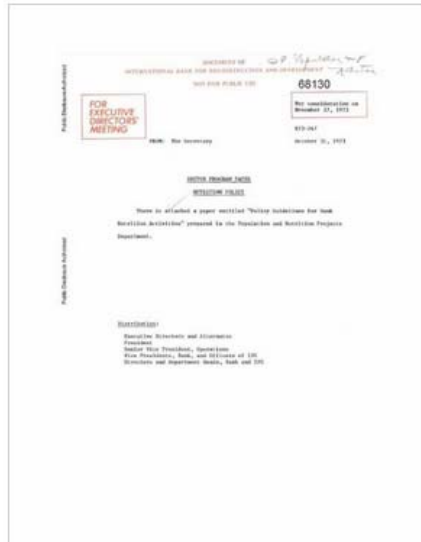 DOCUMENTS OF
INTERNATIONAL BANK FOR RECONSTRUCTION AND DEVELOPMENT
NOT FOR PUBLIC USE
68130
FOR
EXECUTIVE
DIRECTORS'
MEETING
For consideration on
November 27, 1973
FROM: The Secretary
October 31, 1973
SECTOR PROGRAM PAPER
NUTRITION POLICY
There is attached a paper entitled "Policy Guidelines for Bank
Nutrition Activities" prepared in the Population and Nutrition Projects
Department.
Distribution:
Executive Directors and Alternates
President
Senior Vice President, Operations
Vice Presidents, Bank, and Officers of IFC
Directors and Department Heads, Bank and IFC
Public Disclosure Authorized
Public Disclosure Authorized